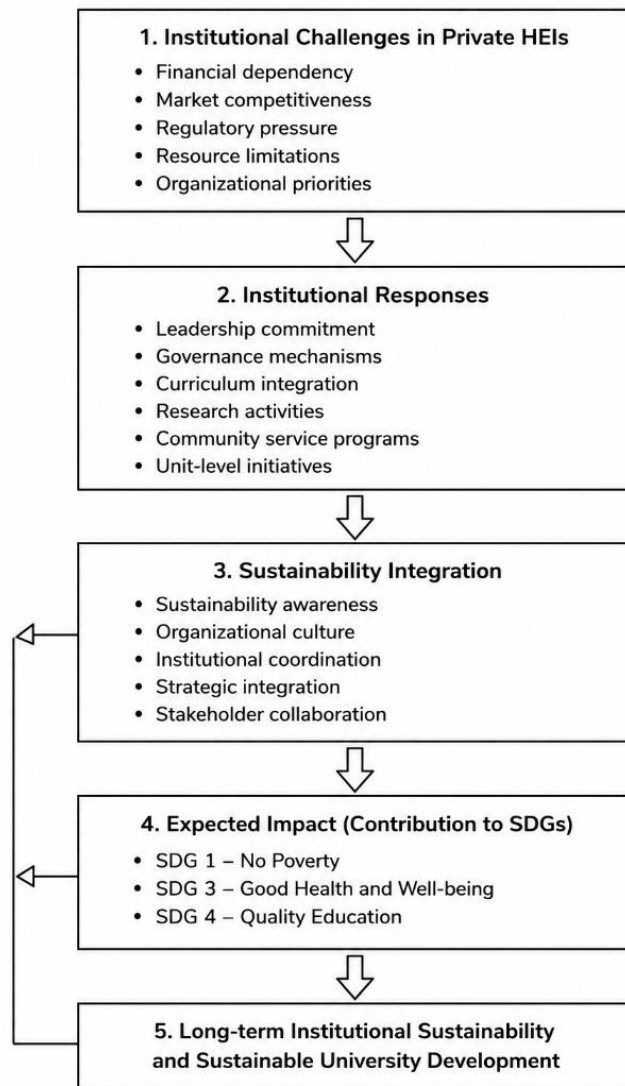 1. Institutional Challenges in Private HEIs
• Financial dependency
• Market competitiveness
• Regulatory pressure
• Resource limitations
• Organizational priorities
2. Institutional Responses
• Leadership commitment
• Governance mechanisms
• Curriculum integration
• Research activities
• Community service programs
• Unit-level initiatives
3. Sustainability Integration
• Sustainability awareness
• Organizational culture
• Institutional coordination
• Strategic integration
• Stakeholder collaboration
4. Expected Impact (Contribution to SDGs)
• SDG 1 – No Poverty
• SDG 3 – Good Health and Well-being
• SDG 4 – Quality Education
5. Long-term Institutional Sustainability
and Sustainable University Development